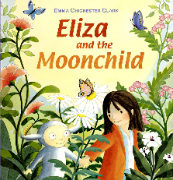 EMMA CHICHESTER CLARK
Eliza
and the
Moonchild